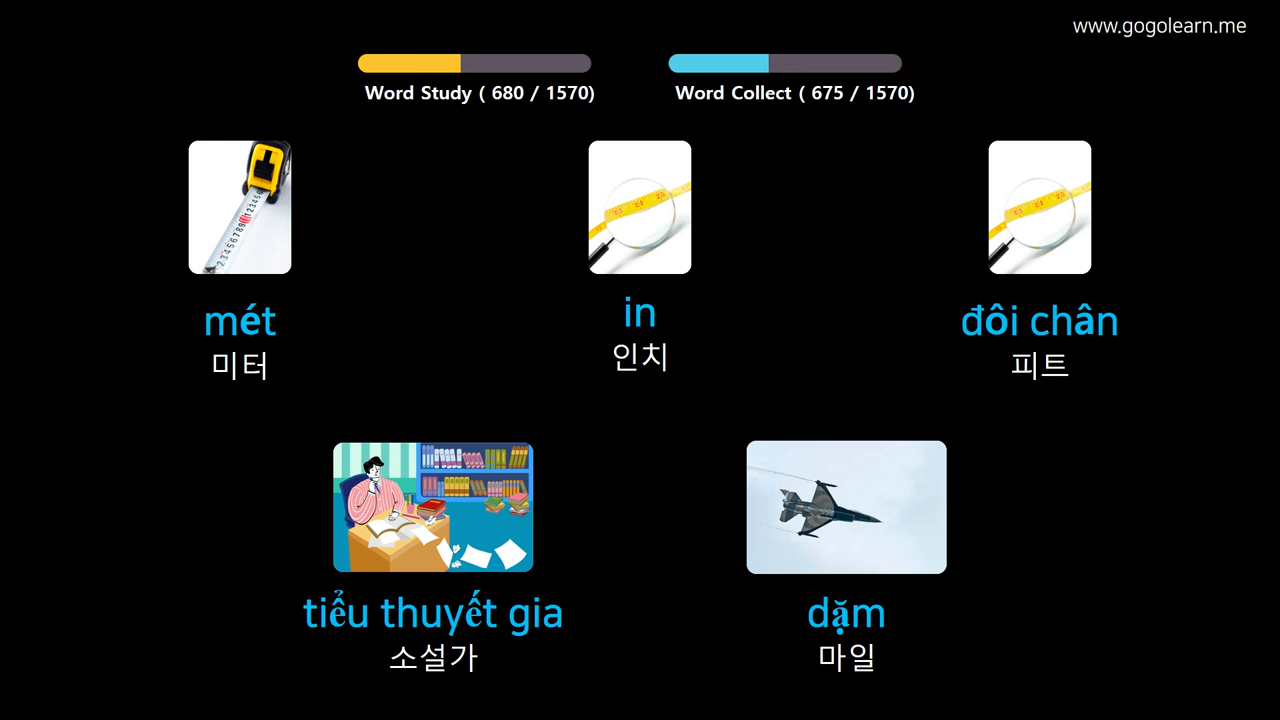 www.gogolearn.me
Word Study ( 680 / 1570)
Word Collect ( 675 / 1570)
mét
미터
in
인치
đôi chân
피트
tiểu thuyết gia
소설가
dặm
마일